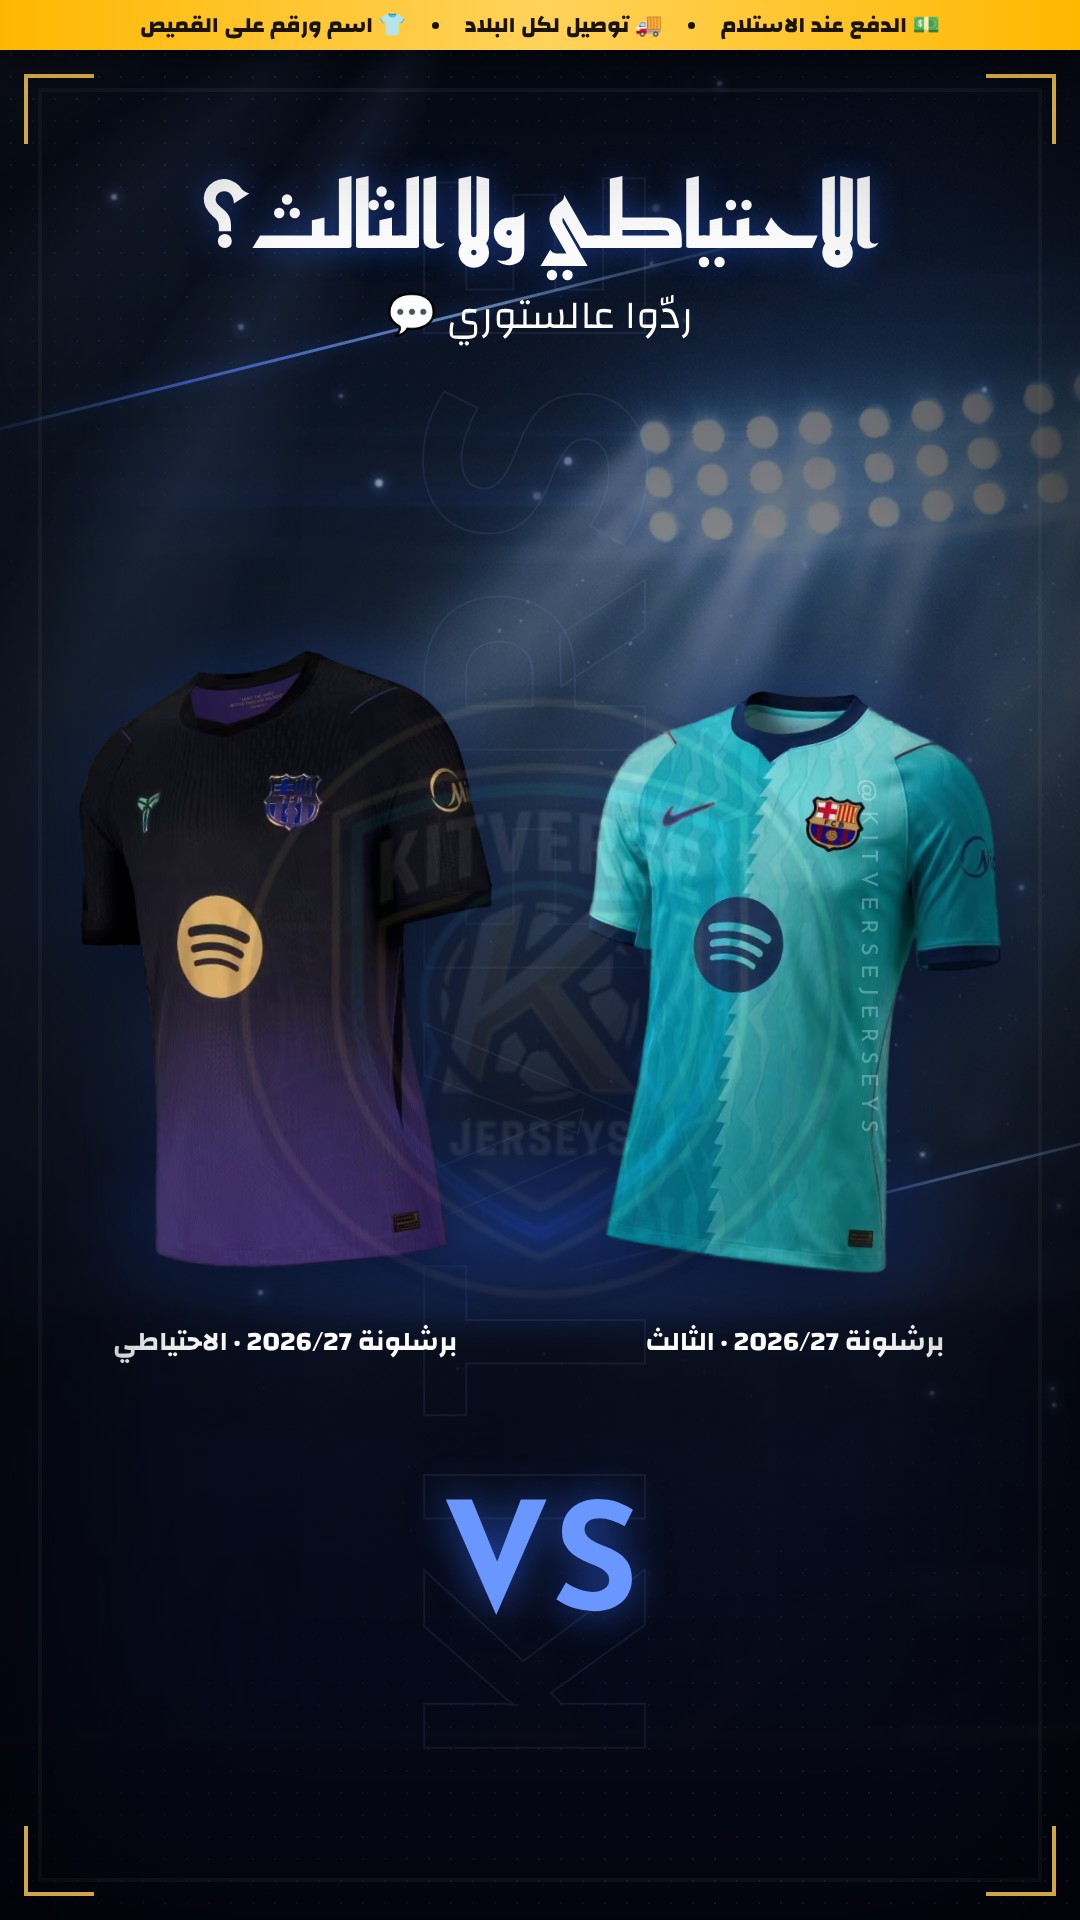 💵 الدفع عند الاستلام • 🚚 توصيل لكل البلاد • 👕 اسم ورقم على القميص
الاحتياطي ولا الثالث؟
ردّوا عالستوري 💬
KITVERSE
JERSEYS
FCB
@KITVERSEJERSEYS
برشلونة 2026/27 • الثالث
برشلونة 2026/27 • الاحتياطي
VS